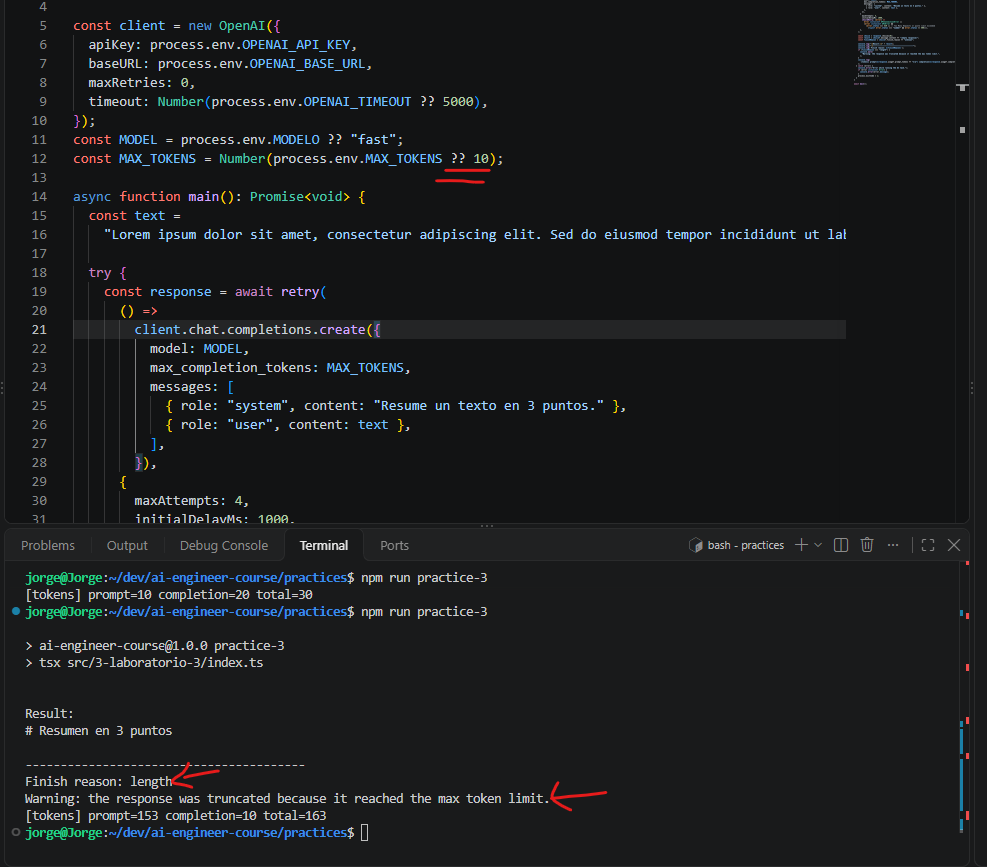 4
5 const client = new OpenAI({
6 apiKey: process.env.OPENAI_API_KEY,
7 baseURL: process.env.OPENAI_BASE_URL,
8 maxRetries: 0,
9 timeout: Number(process.env.OPENAI_TIMEOUT ?? 5000),
10 });
11 const MODEL = process.env.MODELO ?? "fast";
12 const MAX_TOKENS = Number(process.env.MAX_TOKENS ?? 10);
13
14 async function main(): Promise<void> {
15 const text =
16 "Lorem ipsum dolor sit amet, consectetur adipiscing elit. Sed do eiusmod tempor incididunt ut lab
17
18 try {
19 const response = await retry(
20 () =>
21 client.chat.completions.create({
22 model: MODEL,
23 max_completion_tokens: MAX_TOKENS,
24 messages: [
25 { role: "system", content: "Resume un texto en 3 puntos." },
26 { role: "user", content: text },
27 ],
28 }),
29 {
30 maxAttempts: 4,
31 initialDelayMs: 1000,
Problems Output Debug Console Terminal Ports bash - practices
jorge@Jorge:~/dev/ai-engineer-course/practices$ npm run practice-3
[tokens] prompt=10 completion=20 total=30
jorge@Jorge:~/dev/ai-engineer-course/practices$ npm run practice-3
> ai-engineer-course@1.0.0 practice-3
> tsx src/3-laboratorio-3/index.ts
Result:
# Resumen en 3 puntos
----------------------------------------
Finish reason: length
Warning: the response was truncated because it reached the max token limit.
[tokens] prompt=153 completion=10 total=163
jorge@Jorge:~/dev/ai-engineer-course/practices$